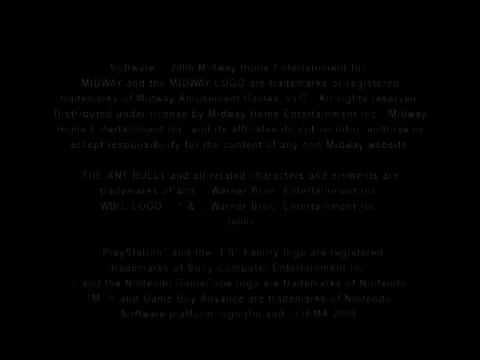 Software 2006 Midway Home Entertainment Inc.
MIDWAY and the MIDWAY LOGO are trademarks or registered
trademarks of Midway Amusement Games, LLC. All rights reserved.
Distributed under license by Midway Home Entertainment Inc. Midway
Home Entertainment Inc. and its affiliates do not monitor, endorse or
accept responsibility for the content of any non Midway website.
THE ANT BULLY and all related characters and elements are
trademarks of and Warner Bros. Entertainment Inc.
WBIE LOGO & Warner Bros. Entertainment Inc.
"PlayStation" and the "PS" Family logo are registered
trademarks of Sony Computer Entertainment Inc.
and the Nintendo GameCube logo are trademarks of Nintendo.
TM, ® and Game Boy Advance are trademarks of Nintendo.
Software platform logo (tm and c) IEMA 2006